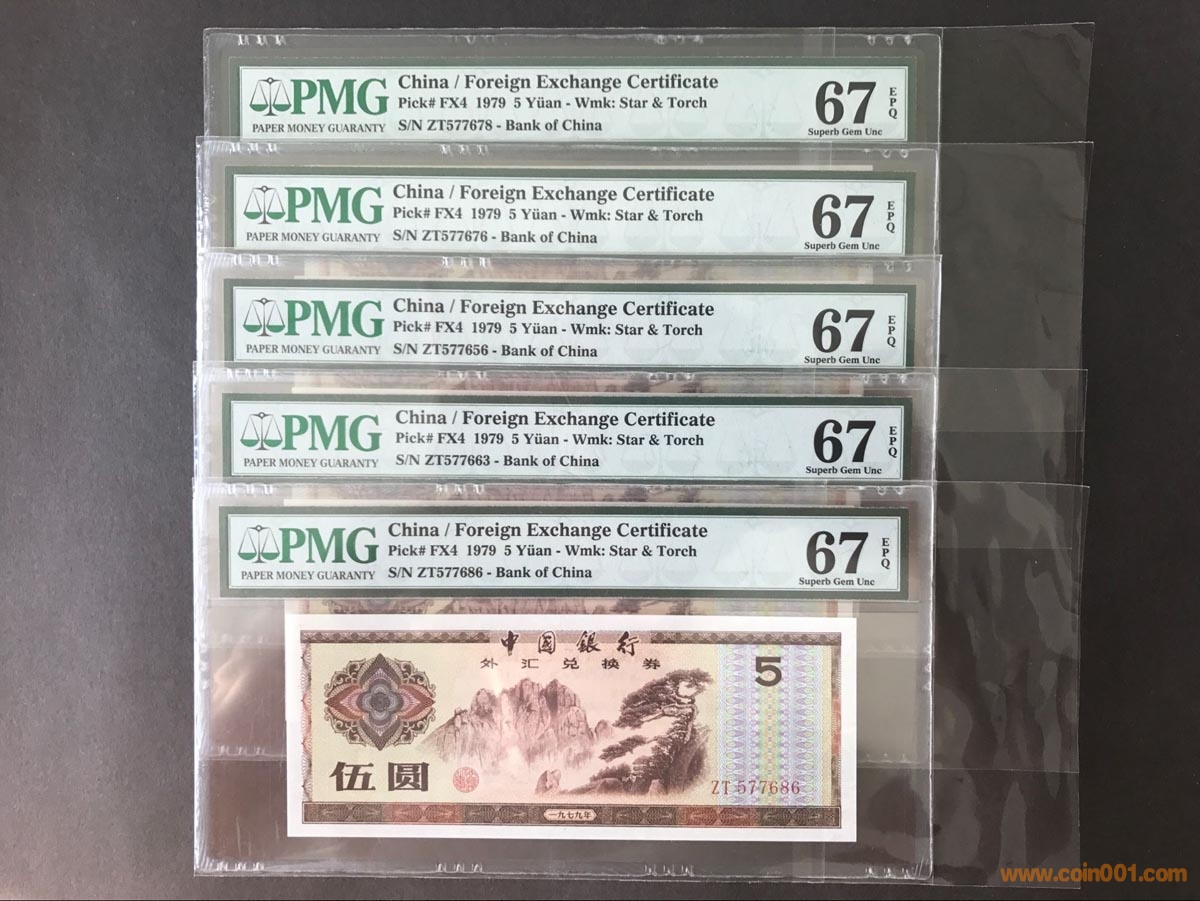 PMG
PAPER MONEY GUARANTY
China / Foreign Exchange Certificate
Pick# FX4 1979 5 Yüan - Wmk: Star & Torch
S/N ZT577678 - Bank of China
67
EPQ
Superb Gem Unc
PMG
PAPER MONEY GUARANTY
China / Foreign Exchange Certificate
Pick# FX4 1979 5 Yüan - Wmk: Star & Torch
S/N ZT577676 - Bank of China
67
EPQ
Superb Gem Unc
PMG
PAPER MONEY GUARANTY
China / Foreign Exchange Certificate
Pick# FX4 1979 5 Yüan - Wmk: Star & Torch
S/N ZT577656 - Bank of China
67
EPQ
Superb Gem Unc
PMG
PAPER MONEY GUARANTY
China / Foreign Exchange Certificate
Pick# FX4 1979 5 Yüan - Wmk: Star & Torch
S/N ZT577663 - Bank of China
67
EPQ
Superb Gem Unc
PMG
PAPER MONEY GUARANTY
China / Foreign Exchange Certificate
Pick# FX4 1979 5 Yüan - Wmk: Star & Torch
S/N ZT577686 - Bank of China
67
EPQ
Superb Gem Unc
中国銀行
外汇兑换券
5
伍圆
ZT577686
一九七九年
www.coin001.com